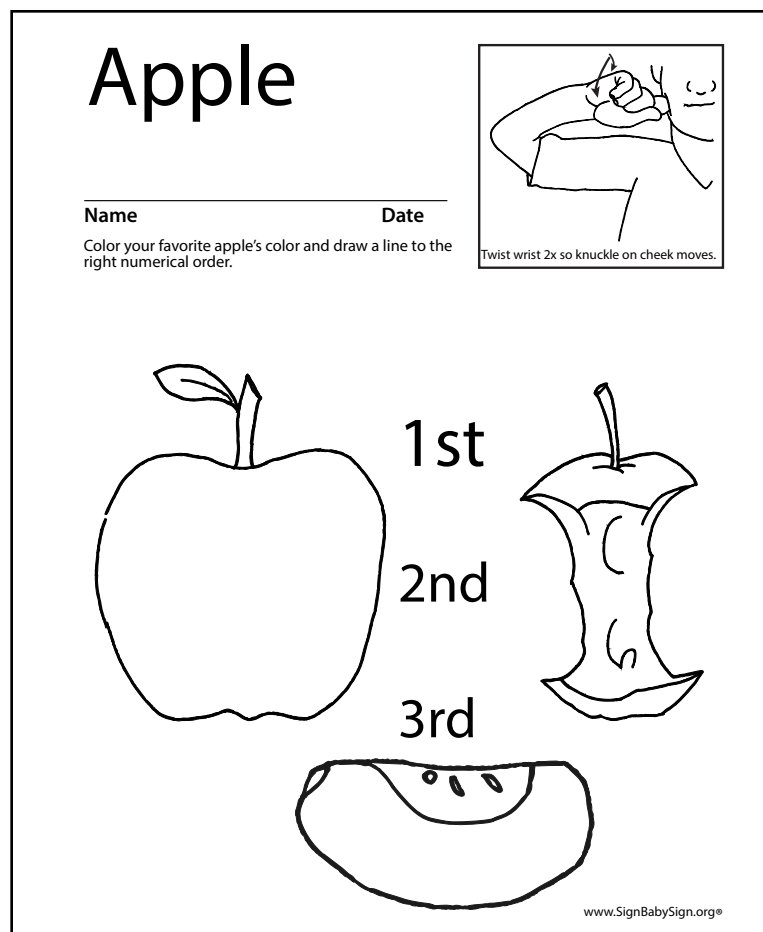 Apple
Name Date
Color your favorite apple's color and draw a line to the
right numerical order.
Twist wrist 2x so knuckle on cheek moves.
1st
2nd
3rd
www.SignBabySign.org®